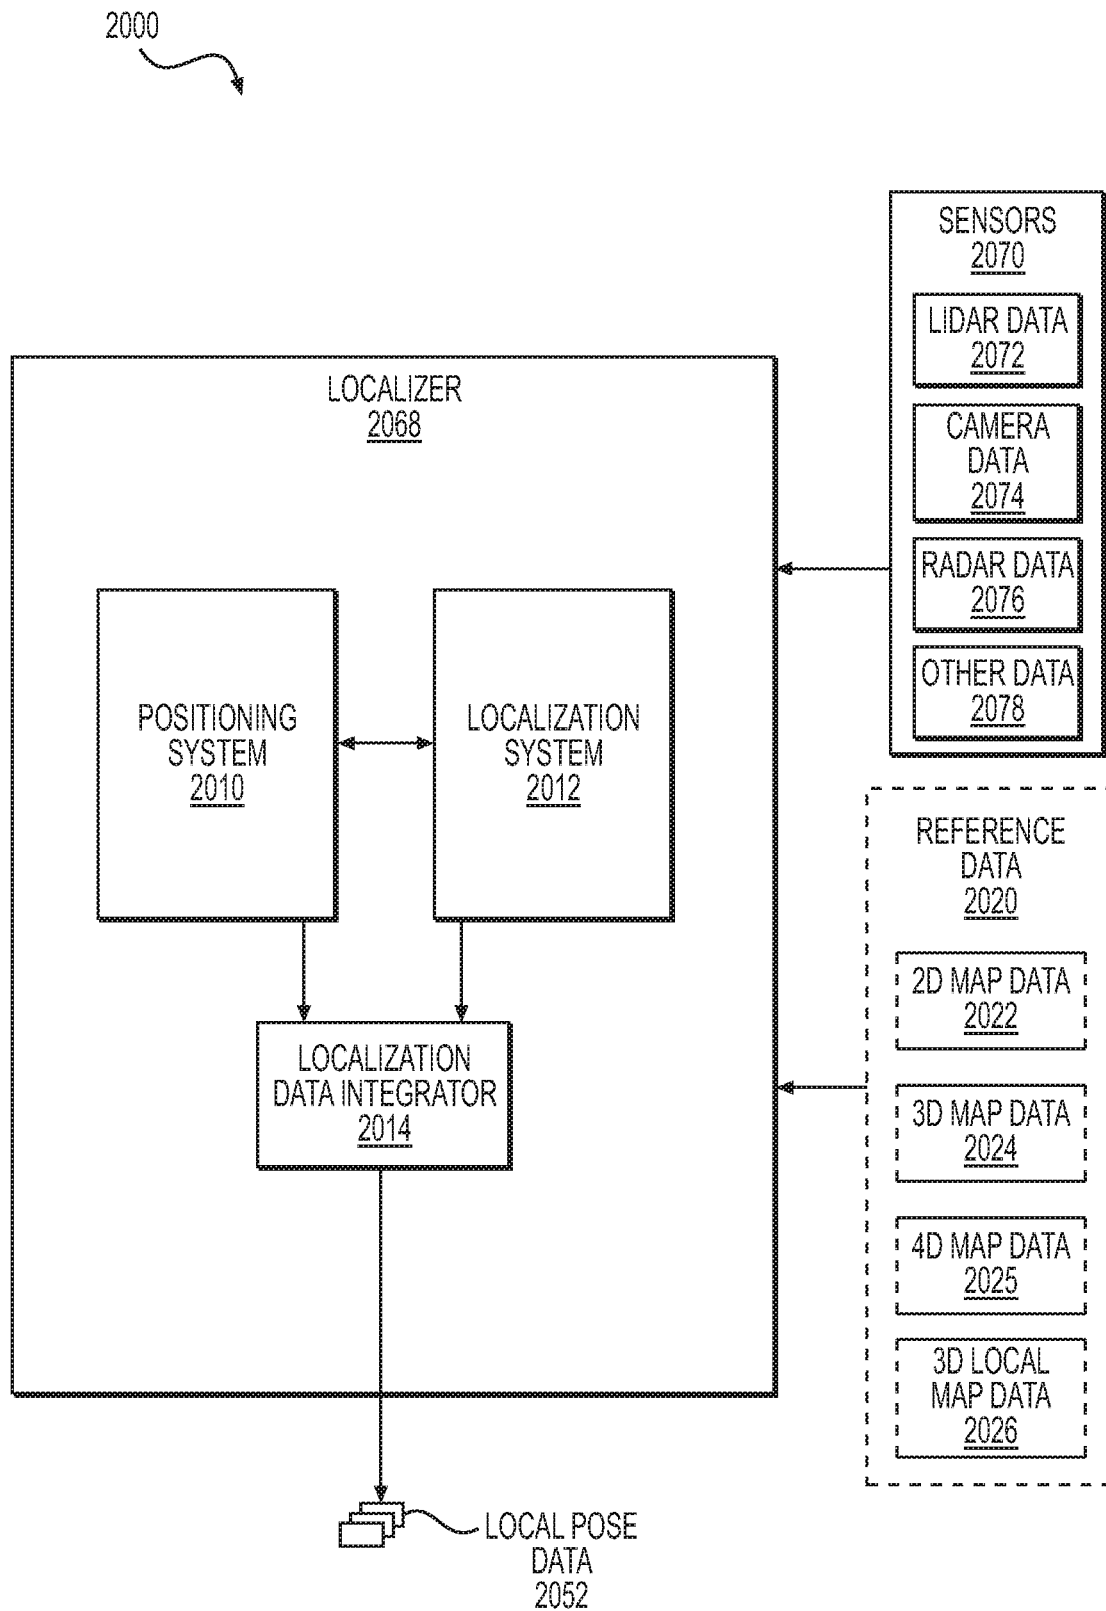 2000
SENSORS
2070
LIDAR DATA
2072
CAMERA
DATA
2074
RADAR DATA
2076
OTHER DATA
2078
LOCALIZER
2068
POSITIONING
SYSTEM
2010
LOCALIZATION
SYSTEM
2012
LOCALIZATION
DATA INTEGRATOR
2014
REFERENCE
DATA
2020
2D MAP DATA
2022
3D MAP DATA
2024
4D MAP DATA
2025
3D LOCAL
MAP DATA
2026
LOCAL POSE
DATA
2052